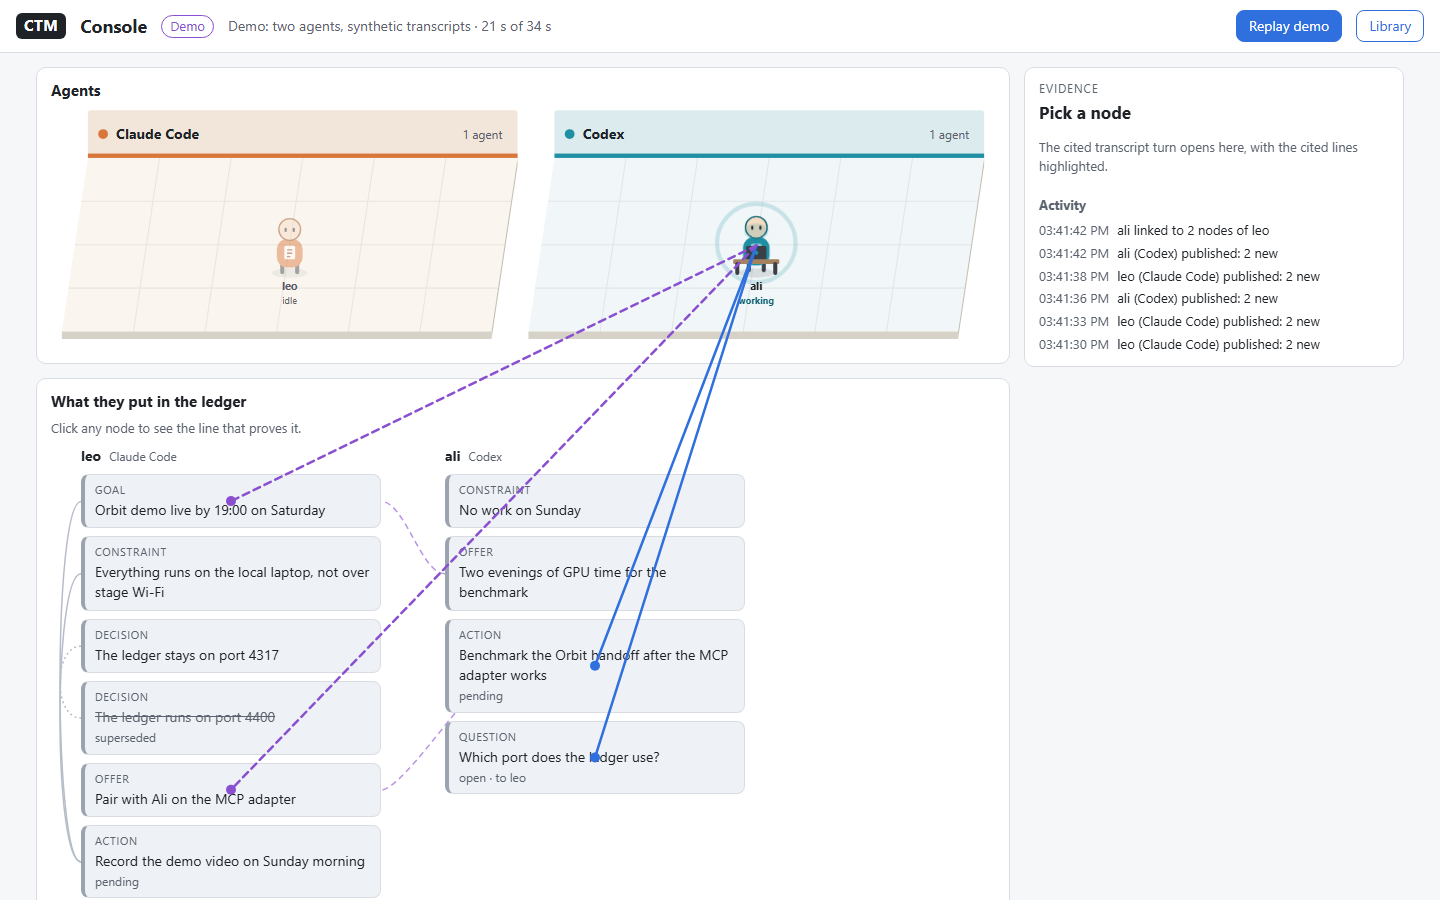 CTM Console Demo Demo: two agents, synthetic transcripts · 21 s of 34 s Replay demo Library
Agents
Claude Code 1 agent
Codex 1 agent
leo
idle
ali
working
What they put in the ledger
Click any node to see the line that proves it.
leo Claude Code
GOAL
Orbit demo live by 19:00 on Saturday
CONSTRAINT
Everything runs on the local laptop, not over
stage Wi-Fi
DECISION
The ledger stays on port 4317
DECISION
The ledger runs on port 4400
superseded
OFFER
Pair with Ali on the MCP adapter
ACTION
Record the demo video on Sunday morning
pending
ali Codex
CONSTRAINT
No work on Sunday
OFFER
Two evenings of GPU time for the
benchmark
ACTION
Benchmark the Orbit handoff after the MCP
adapter works
pending
QUESTION
Which port does the ledger use?
open · to leo
EVIDENCE
Pick a node
The cited transcript turn opens here, with the cited lines
highlighted.
Activity
03:41:42 PM ali linked to 2 nodes of leo
03:41:42 PM ali (Codex) published: 2 new
03:41:38 PM leo (Claude Code) published: 2 new
03:41:36 PM ali (Codex) published: 2 new
03:41:33 PM leo (Claude Code) published: 2 new
03:41:30 PM leo (Claude Code) published: 2 new